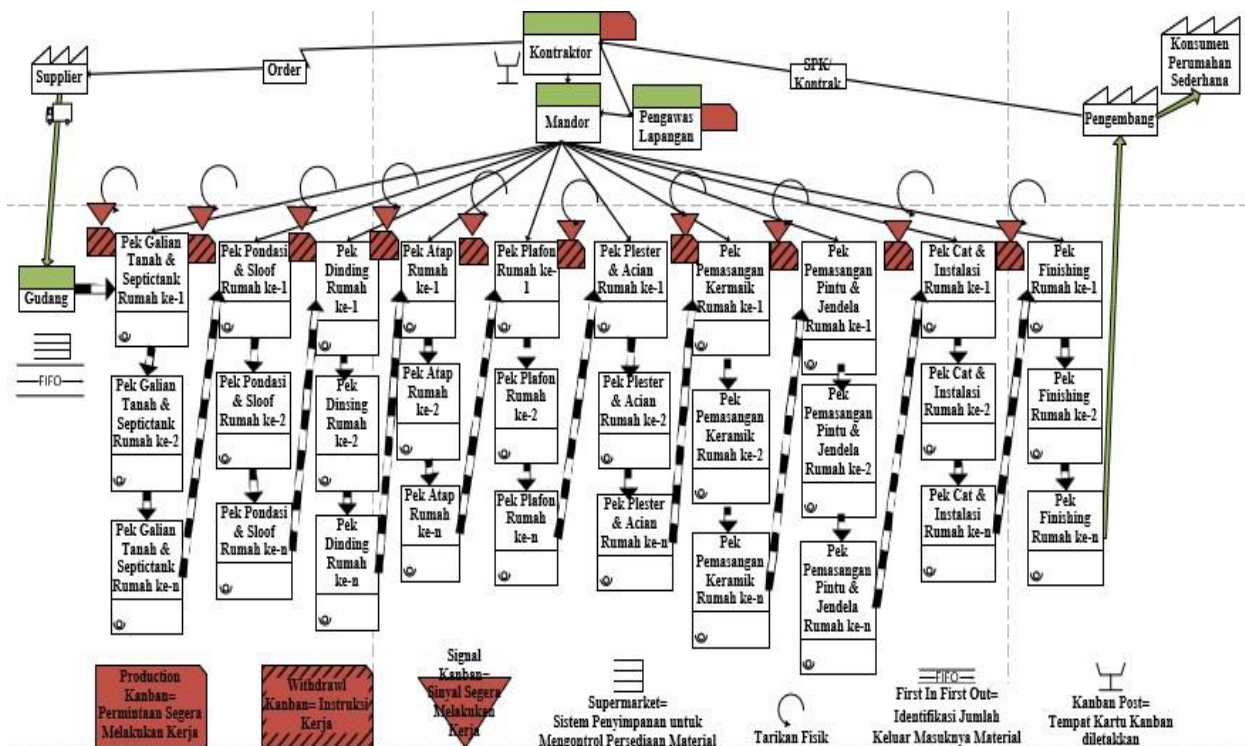 Kontraktor
Supplier
Order
SPK/
Kontrak
Konsumen
Perumahan
Sederhana
Mandor
Pengawas
Lapangan
Pengembang
Gudang
FIFO
Pek Galian
Tanah &
Septictank
Rumah ke-1
Pek Pondasi
& Sloof
Rumah ke-1
Pek
Dinding
Rumah ke-1
Pek Atap
Rumah
ke-1
Pek Plafon
Rumah ke-
1
Pek Plester
& Acian
Rumah ke-1
Pek
Pemasangan
Kermaik
Rumah ke-1
Pek
Pemasangan
Pintu &
Jendela
Rumah ke-1
Pek Cat &
Instalasi
Rumah ke-1
Pek
Finishing
Rumah ke-1
Pek Galian
Tanah &
Septictank
Rumah ke-2
Pek Pondasi
& Sloof
Rumah ke-2
Pek
Dinsing
Rumah
ke-2
Pek Atap
Rumah
ke-2
Pek Plafon
Rumah
ke-2
Pek Plester
& Acian
Rumah ke-2
Pek
Pemasangan
Keramik
Rumah ke-2
Pek
Pemasangan
Pintu &
Jendela
Rumah ke-2
Pek Cat &
Instalasi
Rumah ke-2
Pek
Finishing
Rumah ke-2
Pek Galian
Tanah &
Septictank
Rumah ke-n
Pek Pondasi
& Sloof
Rumah ke-n
Pek
Dinding
Rumah
ke-n
Pek Atap
Rumah
ke-n
Pek Plafon
Rumah
ke-n
Pek Plester
& Acian
Rumah ke-n
Pek
Pemasangan
Keramik
Rumah ke-n
Pek
Pemasangan
Pintu &
Jendela
Rumah ke-n
Pek Cat &
Instalasi
Rumah ke-n
Pek
Finishing
Rumah ke-n
Production
Kanban=
Permintaan Segera
Melakukan Kerja
Withdrawl
Kanban= Instruksi
Kerja
Signal
Kanban=
Sinyal Segera
Melakukan
Kerja
Supermarket=
Sistem Penyimpanan untuk
Mengontrol Persediaan Material
Tarikan Fisik
FIFO
First In First Out=
Identifikasi Jumlah
Keluar Masuknya Material
Kanban Post=
Tempat Kartu Kanban
diletakkan